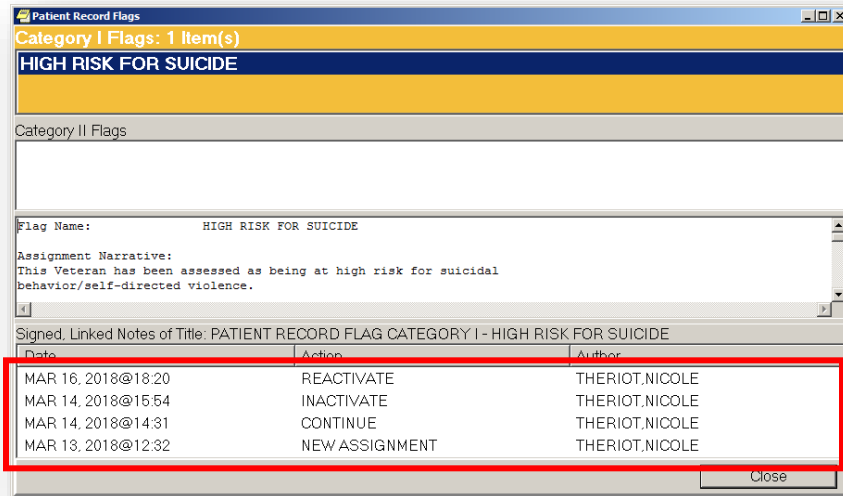 Patient Record Flags
Category I Flags: 1 Item(s)
HIGH RISK FOR SUICIDE
Category II Flags
Flag Name: HIGH RISK FOR SUICIDE
Assignment Narrative:
This Veteran has been assessed as being at high risk for suicidal
behavior/self-directed violence.
Signed, Linked Notes of Title: PATIENT RECORD FLAG CATEGORY I - HIGH RISK FOR SUICIDE
Date Action Author
MAR 16, 2018@18:20 REACTIVATE THERIOT,NICOLE
MAR 14, 2018@15:54 INACTIVATE THERIOT,NICOLE
MAR 14, 2018@14:31 CONTINUE THERIOT,NICOLE
MAR 13, 2018@12:32 NEW ASSIGNMENT THERIOT,NICOLE
Close